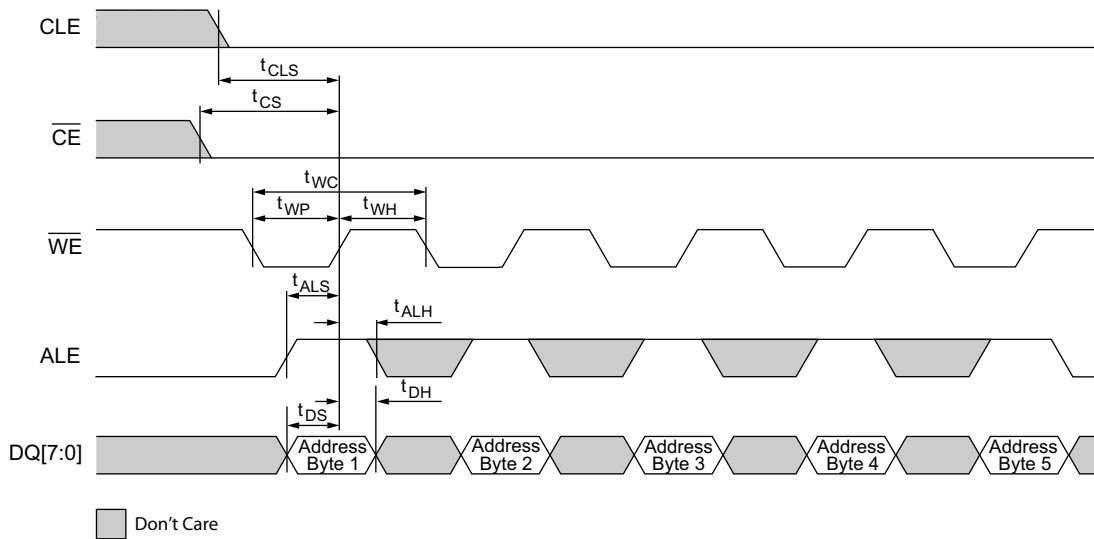 CLE
tCLS
tCS
CE
tWC
tWP
tWH
WE
tALS
tALH
ALE
tDH
tDS
DQ[7:0]
Address
Byte 1
Address
Byte 2
Address
Byte 3
Address
Byte 4
Address
Byte 5
Don't Care